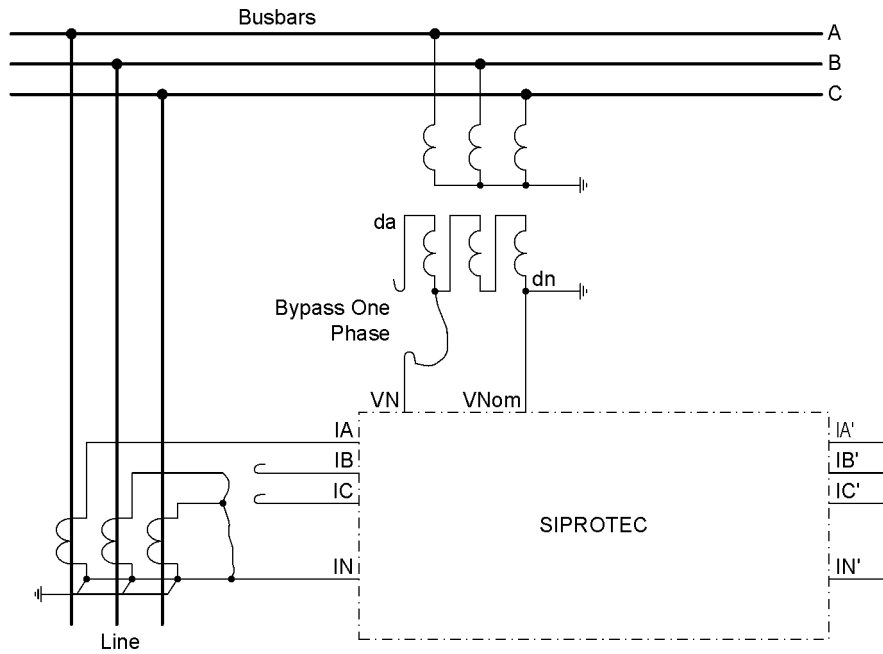 Busbars
A
B
C
da
dn
Bypass One
Phase
VN
VNom
IA
IA'
IB
IB'
IC
IC'
SIPROTEC
IN
IN'
Line